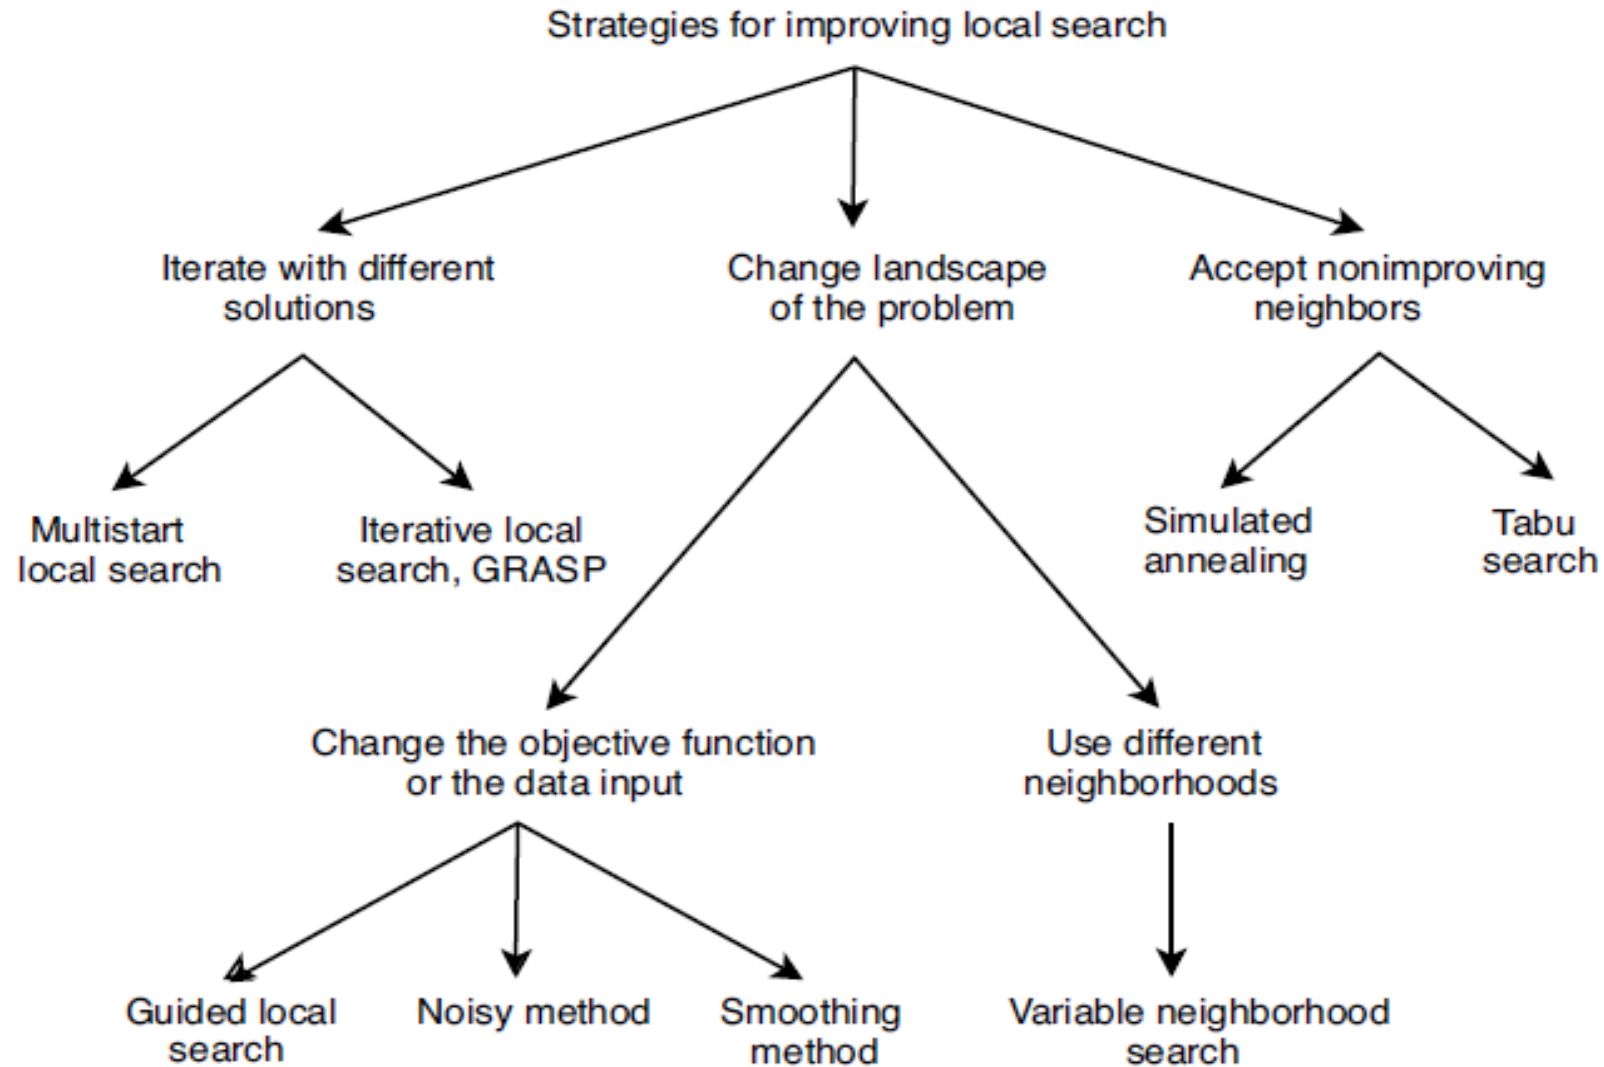 Strategies for improving local search
Iterate with different
solutions
Change landscape
of the problem
Accept nonimproving
neighbors
Multistart
local search
Iterative local
search, GRASP
Simulated
annealing
Tabu
search
Change the objective function
or the data input
Use different
neighborhoods
Guided local
search
Noisy method
Smoothing
method
Variable neighborhood
search